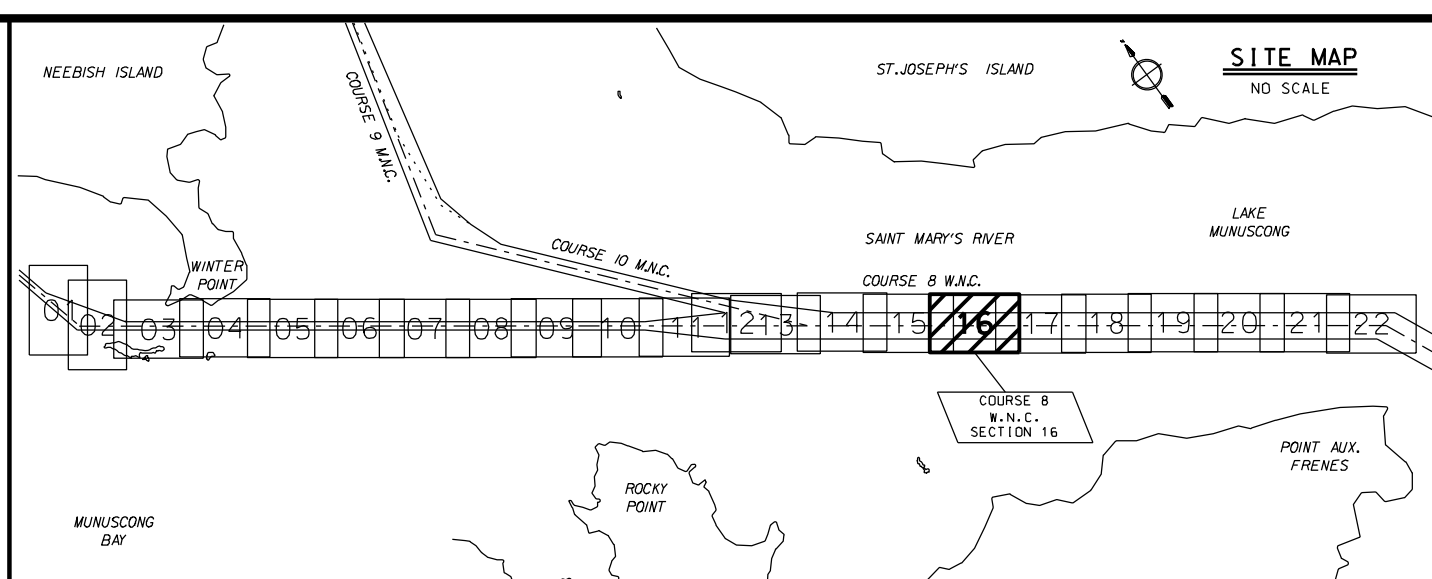 NEEBISH ISLAND
COURSE 9 M.N.C.
ST.JOSEPH'S ISLAND
SITE MAP
NO SCALE
WINTER
POINT
COURSE 10 M.N.C.
SAINT MARY'S RIVER
LAKE
MUNUSCONG
COURSE 8 W.N.C.
01 02 03 04 05 06 07 08 09 10 11 12 13 14 15 16 17 18 19 20 21 22
COURSE 8
W.N.C.
SECTION 16
POINT AUX.
FRENES
ROCKY
POINT
MUNUSCONG
BAY